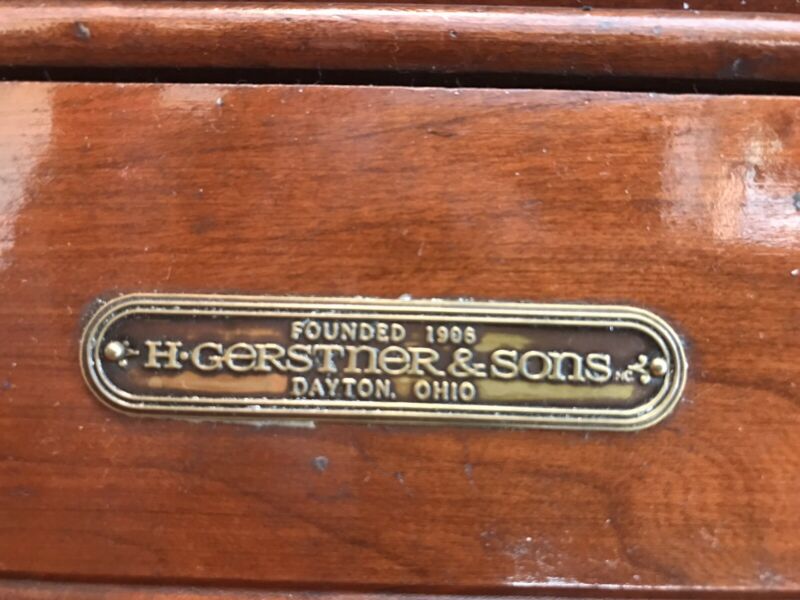 FOUNDED 1906
H·GERSTNER & SONS INC.
DAYTON, OHIO